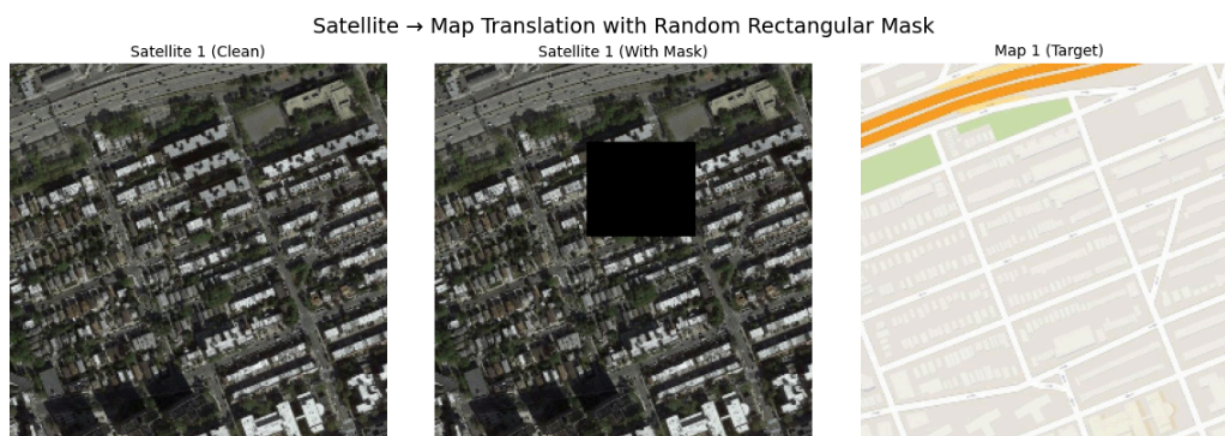 Satellite → Map Translation with Random Rectangular Mask
Satellite 1 (Clean)
Satellite 1 (With Mask)
Map 1 (Target)